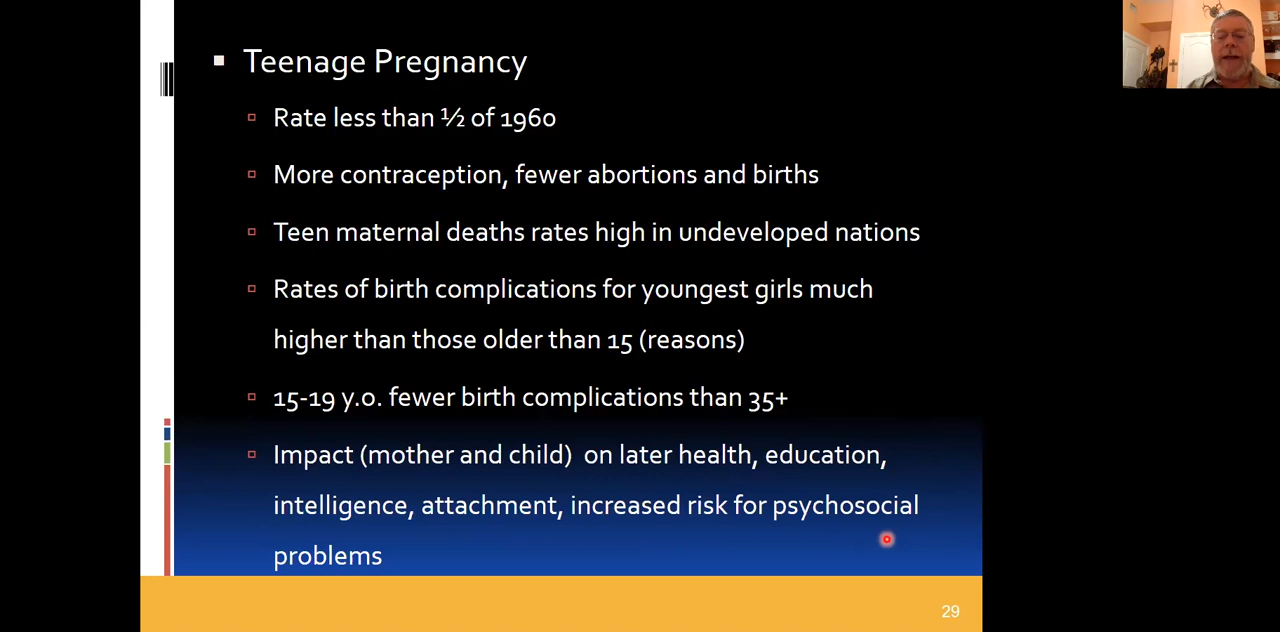 Teenage Pregnancy
Rate less than ½ of 1960
More contraception, fewer abortions and births
Teen maternal deaths rates high in undeveloped nations
Rates of birth complications for youngest girls much
higher than those older than 15 (reasons)
15-19 y.o. fewer birth complications than 35+
Impact (mother and child) on later health, education,
intelligence, attachment, increased risk for psychosocial
problems
29